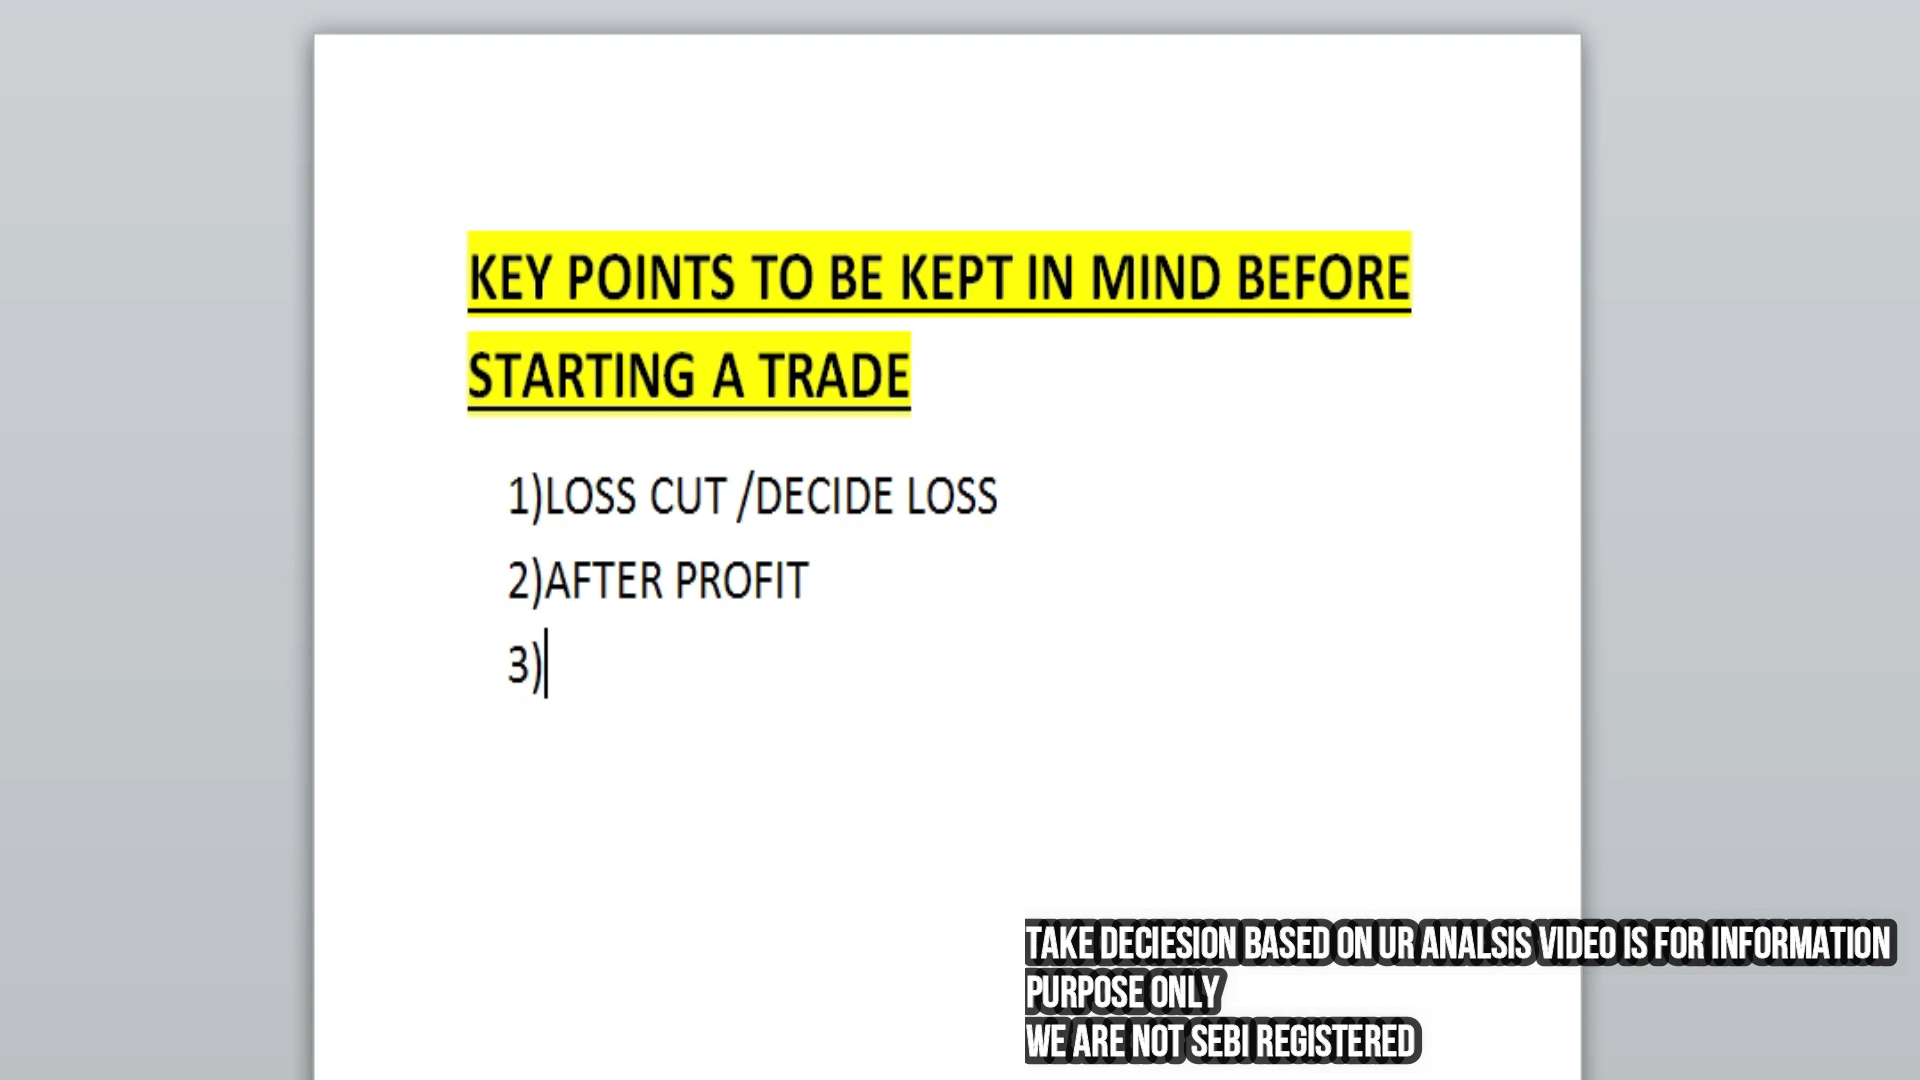 KEY POINTS TO BE KEPT IN MIND BEFORE
STARTING A TRADE
1)LOSS CUT /DECIDE LOSS
2)AFTER PROFIT
3)
TAKE DECIESION BASED ON UR ANALSIS VIDEO IS FOR INFORMATION
PURPOSE ONLY
WE ARE NOT SEBI REGISTERED